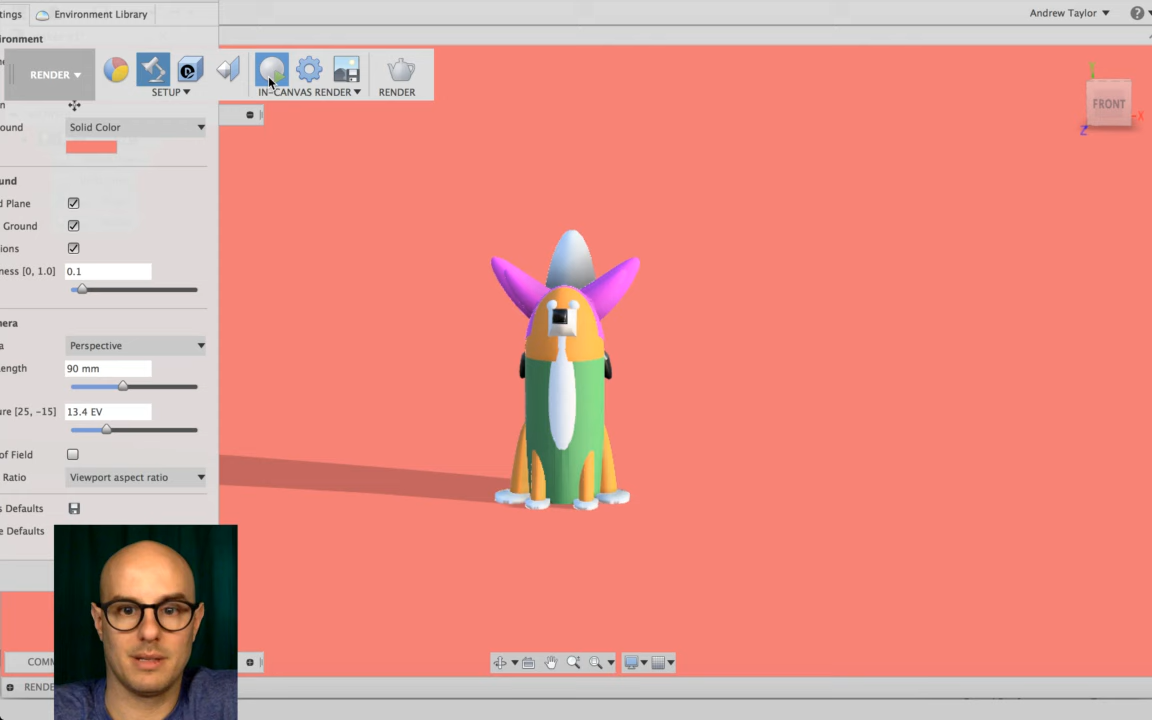 tings
Environment Library
Andrew Taylor
?
ironment
RENDER
SETUP
IN-CANVAS RENDER
RENDER
FRONT
Y
-X
Z
n
ound
Solid Color
und
d Plane
Ground
ions
ness [0, 1.0]
0.1
nera
a
Perspective
ength
90 mm
ure [25, -15]
13.4 EV
of Field
Ratio
Viewport aspect ratio
s Defaults
e Defaults
COMM
RENDE